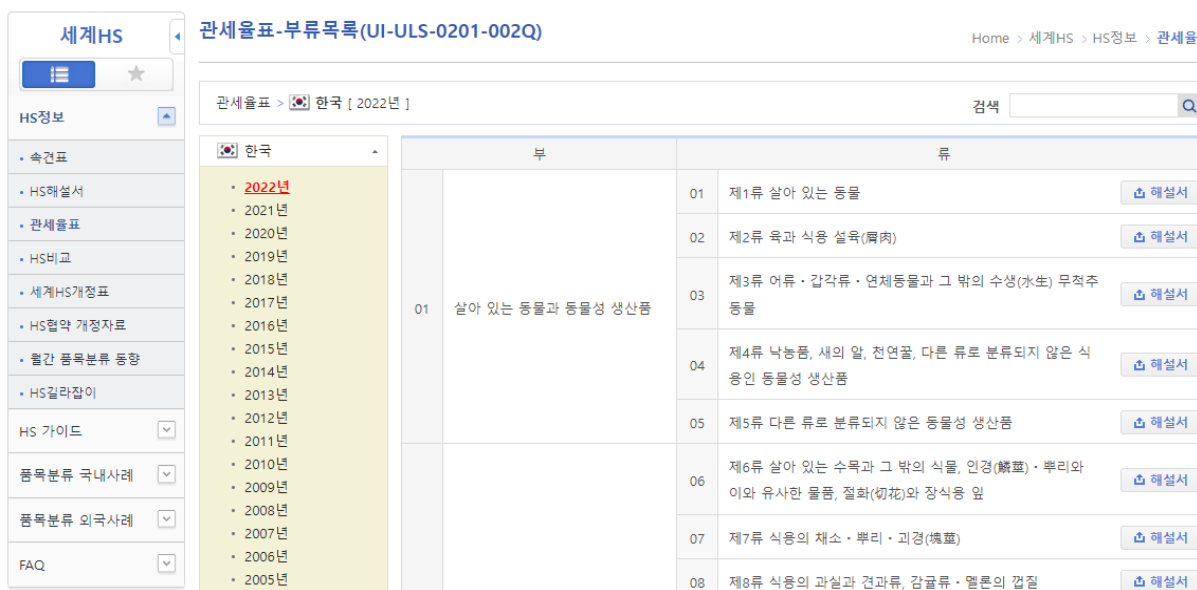 세계HS
HS정보
속견표
HS해설서
관세율표
HS비교
세계HS개정표
HS협약 개정자료
월간 품목분류 동향
HS길라잡이
HS 가이드
품목분류 국내사례
품목분류 외국사례
FAQ
관세율표-부류목록(UI-ULS-0201-002Q)
Home > 세계HS > HS정보 > 관세율
관세율표 > 한국 [ 2022년 ]
검색
한국
2022년
2021년
2020년
2019년
2018년
2017년
2016년
2015년
2014년
2013년
2012년
2011년
2010년
2009년
2008년
2007년
2006년
2005년
부 류
01 살아 있는 동물과 동물성 생산품
01 제1류 살아 있는 동물 해설서
02 제2류 육과 식용 설육(屑肉) 해설서
03 제3류 어류・갑각류・연체동물과 그 밖의 수생(水生) 무척추
동물 해설서
04 제4류 낙농품, 새의 알, 천연꿀, 다른 류로 분류되지 않은 식
용인 동물성 생산품 해설서
05 제5류 다른 류로 분류되지 않은 동물성 생산품 해설서
06 제6류 살아 있는 수목과 그 밖의 식물, 인경(鱗莖)・뿌리와
이와 유사한 물품, 절화(切花)와 장식용 잎 해설서
07 제7류 식용의 채소・뿌리・괴경(塊莖) 해설서
08 제8류 식용의 과실과 견과류, 감귤류・멜론의 껍질 해설서